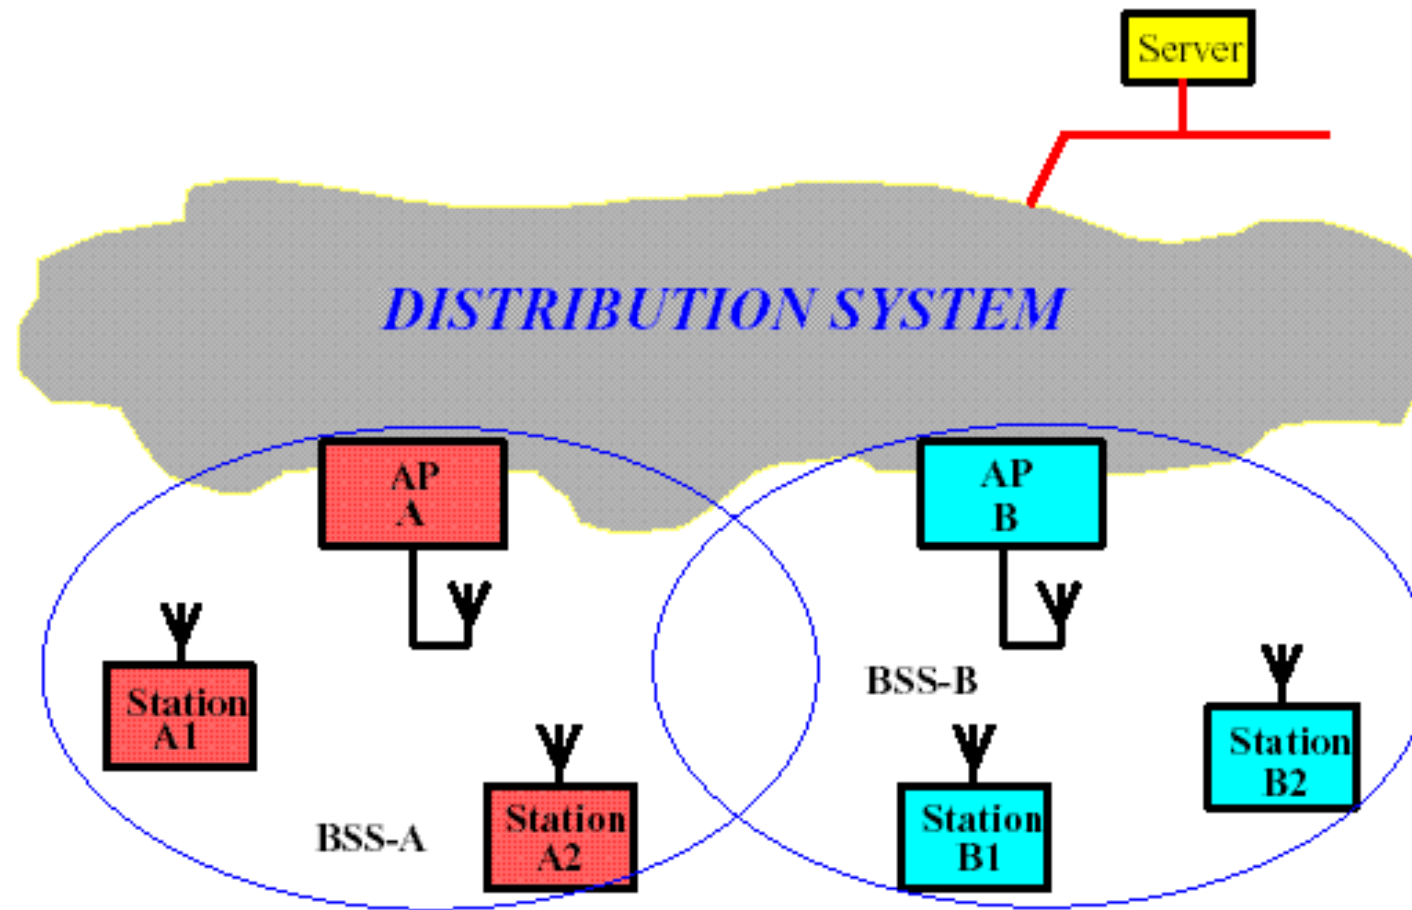 Server
DISTRIBUTION SYSTEM
AP
A
AP
B
Station
A1
BSS-A
Station
A2
BSS-B
Station
B1
Station
B2